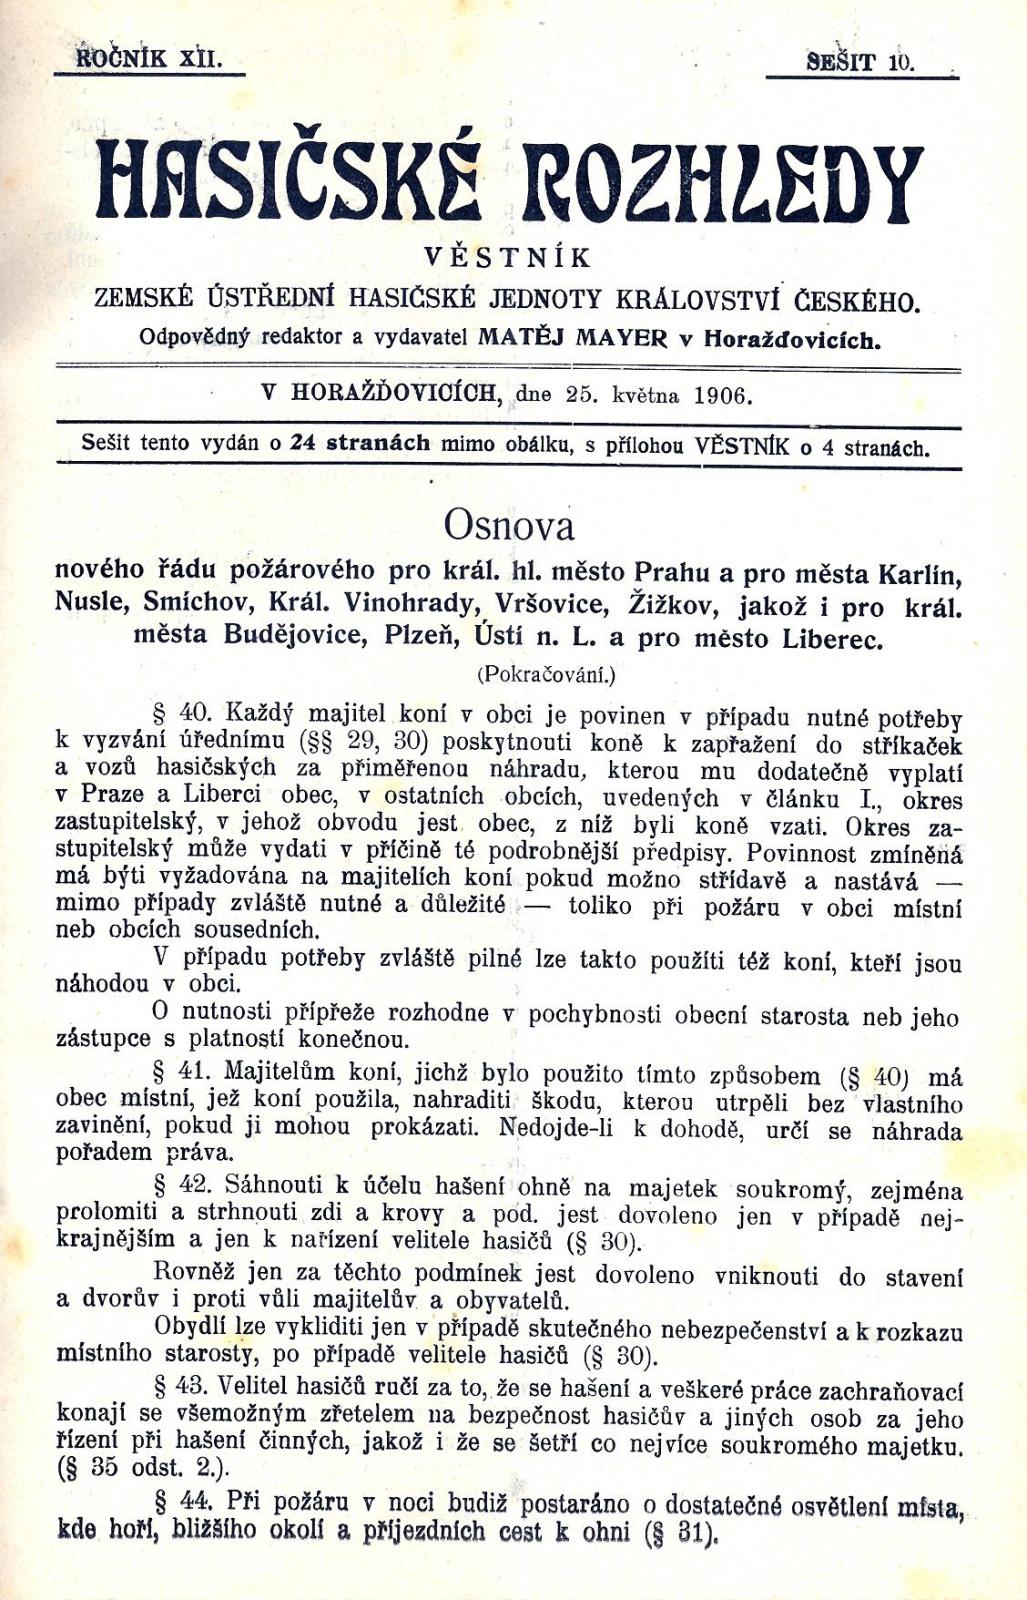 ROČNÍK XII.
SEŠIT 10.
HASIČSKÉ ROZHLEDY
VĚSTNÍK
ZEMSKÉ ÚSTŘEDNÍ HASIČSKÉ JEDNOTY KRÁLOVSTVÍ ČESKÉHO.
Odpovědný redaktor a vydavatel MATĚJ MAYER v Horažďovicích.
V HORAŽĎOVICÍCH, dne 25. května 1906.
Sešit tento vydán o 24 stranách mimo obálku, s přílohou VĚSTNÍK o 4 stranách.
Osnova
nového řádu požárového pro král. hl. město Prahu a pro města Karlín,
Nusle, Smíchov, Král. Vinohrady, Vršovice, Žižkov, jakož i pro král.
města Budějovice, Plzeň, Ústí n. L. a pro město Liberec.
(Pokračování.)
§ 40. Každý majitel koní v obci je povinen v případu nutné potřeby
k vyzvání úřednímu (§§ 29, 30) poskytnouti koně k zapřažení do stříkaček
a vozů hasičských za přiměřenou náhradu, kterou mu dodatečně vyplatí
v Praze a Liberci obec, v ostatních obcích, uvedených v článku I., okres
zastupitelský, v jehož obvodu jest obec, z níž byli koně vzati. Okres za-
stupitelský může vydati v příčině té podrobnější předpisy. Povinnost zmíněná
má býti vyžadována na majitelích koní pokud možno střídavě a nastává —
mimo případy zvláště nutné a důležité — toliko při požáru v obci místní
neb obcích sousedních.
V případu potřeby zvláště pilné lze takto použíti též koní, kteří jsou
náhodou v obci.
O nutnosti přípřeže rozhodne v pochybnosti obecní starosta neb jeho
zástupce s platností konečnou.
§ 41. Majitelům koní, jichž bylo použito tímto způsobem (§ 40) má
obec místní, jež koní použila, nahraditi škodu, kterou utrpěli bez vlastního
zavinění, pokud ji mohou prokázati. Nedojde-li k dohodě, určí se náhrada
pořadem práva.
§ 42. Sáhnouti k účelu hašení ohně na majetek soukromý, zejména
prolomiti a strhnouti zdi a krovy a pod. jest dovoleno jen v případě nej-
krajnějším a jen k nařízení velitele hasičů (§ 30).
Rovněž jen za těchto podmínek jest dovoleno vniknouti do stavení
a dvorův i proti vůli majitelův a obyvatelů.
Obydlí lze vykliditi jen v případě skutečného nebezpečenství a k rozkazu
místního starosty, po případě velitele hasičů (§ 30).
§ 43. Velitel hasičů ručí za to, že se hašení a veškeré práce zachraňovací
konají se všemožným zřetelem na bezpečnost hasičův a jiných osob za jeho
řízení při hašení činných, jakož i že se šetří co nejvíce soukromého majetku.
(§ 35 odst. 2.).
§ 44. Při požáru v noci budiž postaráno o dostatečné osvětlení místa,
kde hoří, bližšího okolí a příjezdních cest k ohni (§ 31).